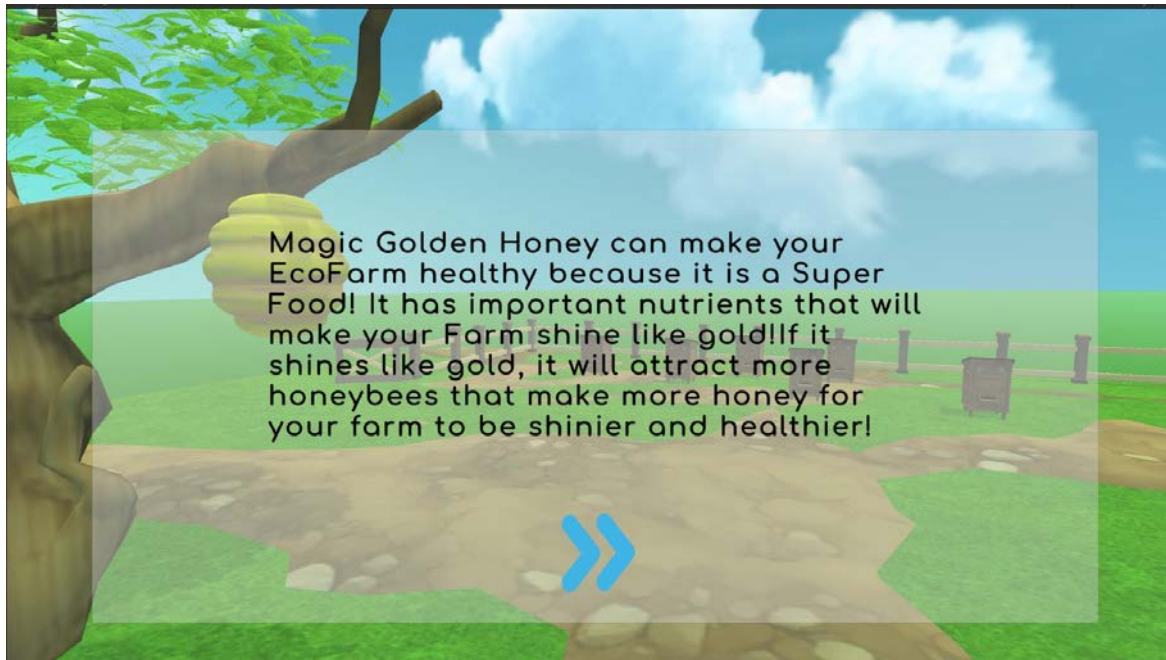 Magic Golden Honey can make your
EcoFarm healthy because it is a Super
Food! It has important nutrients that will
make your Farm shine like gold!If it
shines like gold, it will attract more
honeybees that make more honey for
your farm to be shinier and healthier!